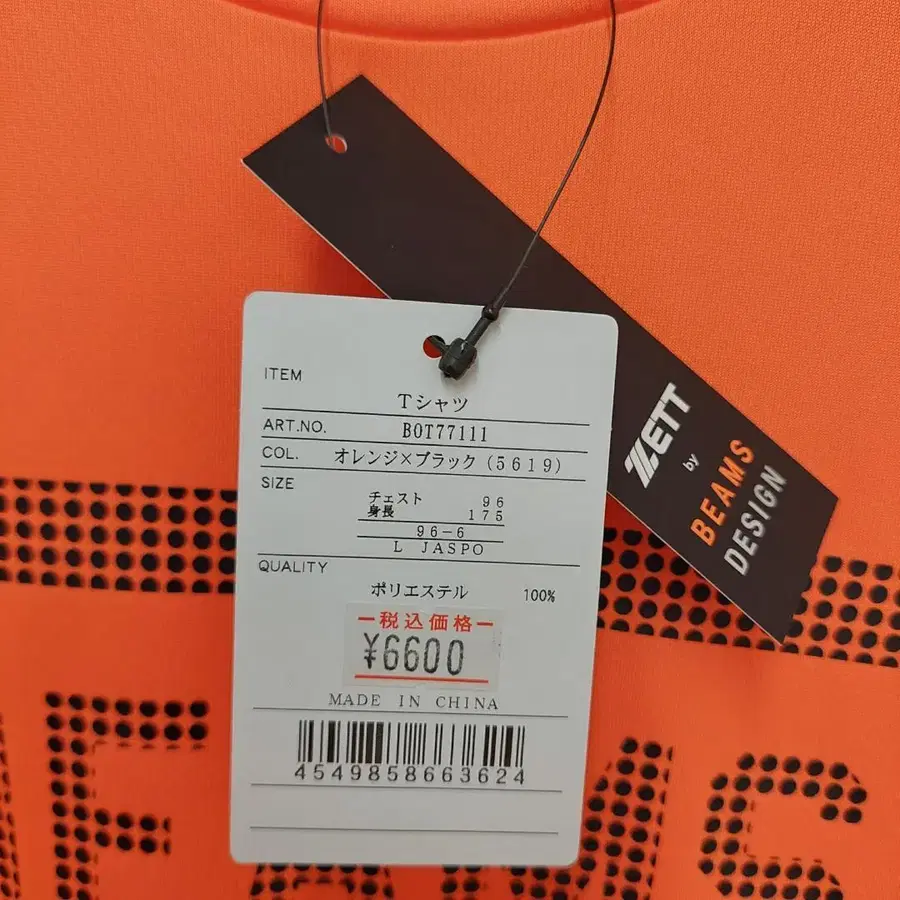 ITEM
Tシャツ
ART.NO. BOT77111
COL. オレンジ×ブラック(5619)
SIZE
チェスト 96
身長 175
96-6
L JASPO
QUALITY
ポリエステル 100%
税込価格
¥6600
MADE IN CHINA
4549858663624
ZETT
by
BEAMS
DESIGN